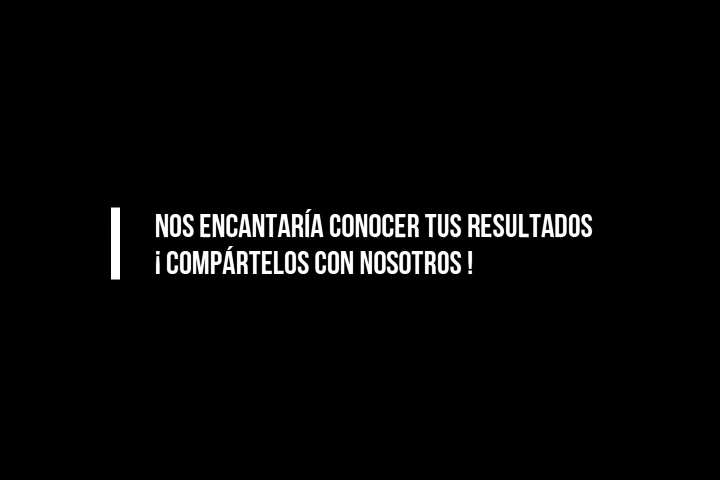 NOS ENCANTARÍA CONOCER TUS RESULTADOS
¡ COMPÁRTELOS CON NOSOTROS !